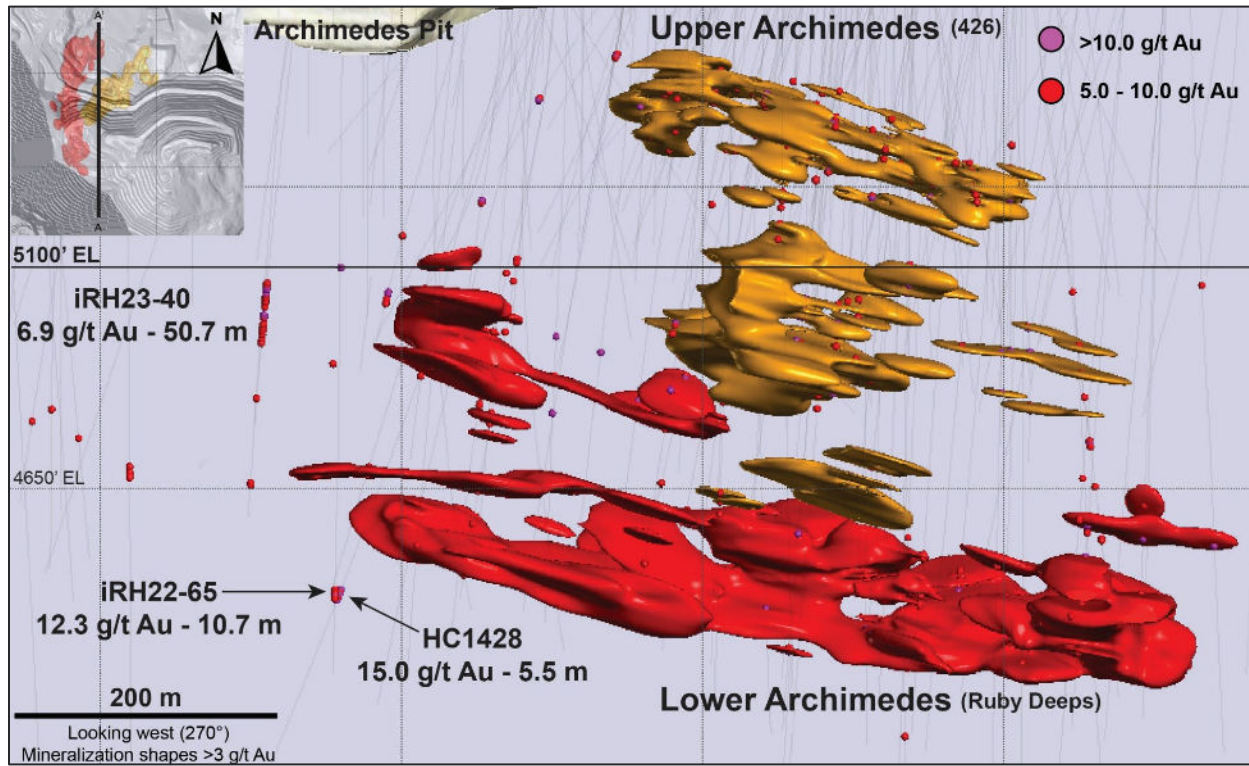 A'
N
A
Archimedes Pit
Upper Archimedes (426)
>10.0 g/t Au
5.0 - 10.0 g/t Au
5100' EL
iRH23-40
6.9 g/t Au - 50.7 m
4650' EL
iRH22-65
12.3 g/t Au - 10.7 m
HC1428
15.0 g/t Au - 5.5 m
200 m
Looking west (270°)
Mineralization shapes >3 g/t Au
Lower Archimedes (Ruby Deeps)